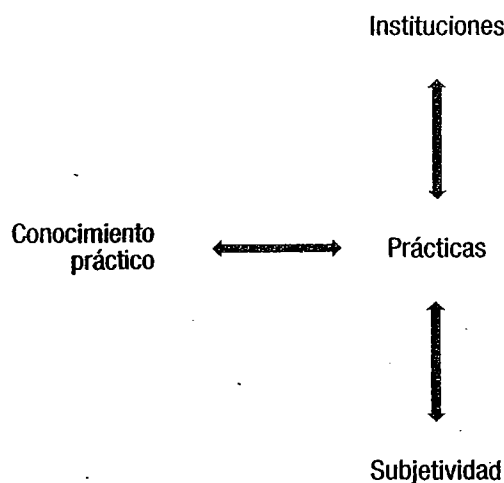 Instituciones
Conocimiento
práctico
Prácticas
Subjetividad